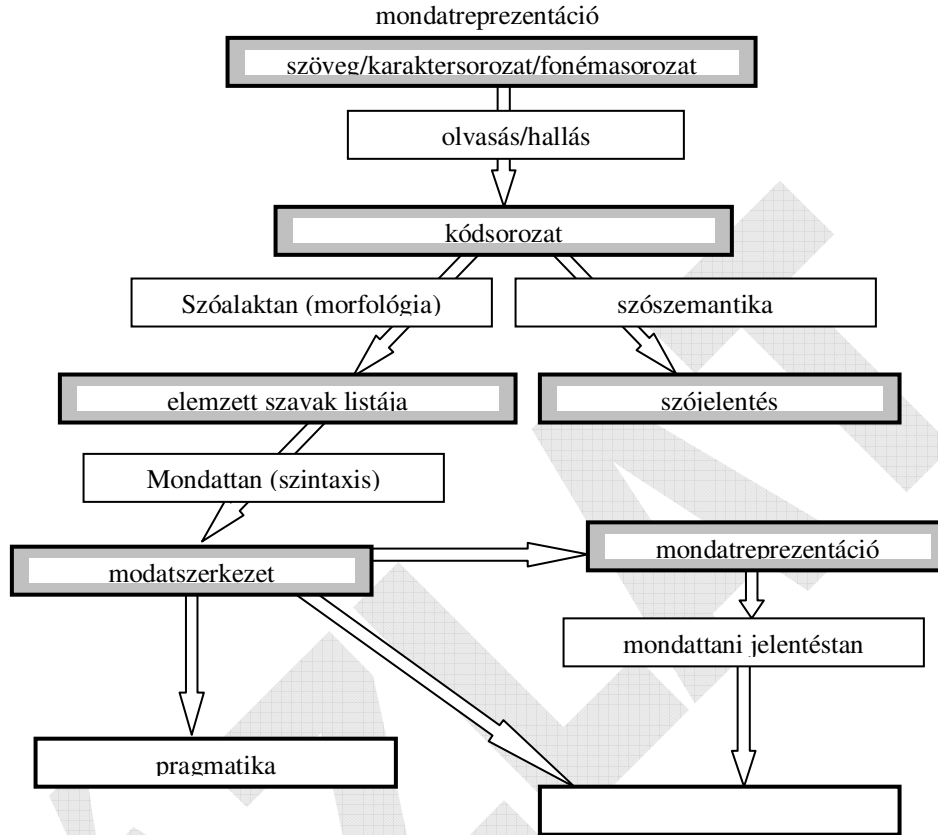 mondatreprezentáció
szöveg/karaktersorozat/fonémasorozat
olvasás/hallás
kódsorozat
Szóalaktan (morfológia)
szószemantika
elemzett szavak listája
szójelentés
Mondattan (szintaxis)
modatszerkezet
mondatreprezentáció
mondattani jelentéstan
pragmatika